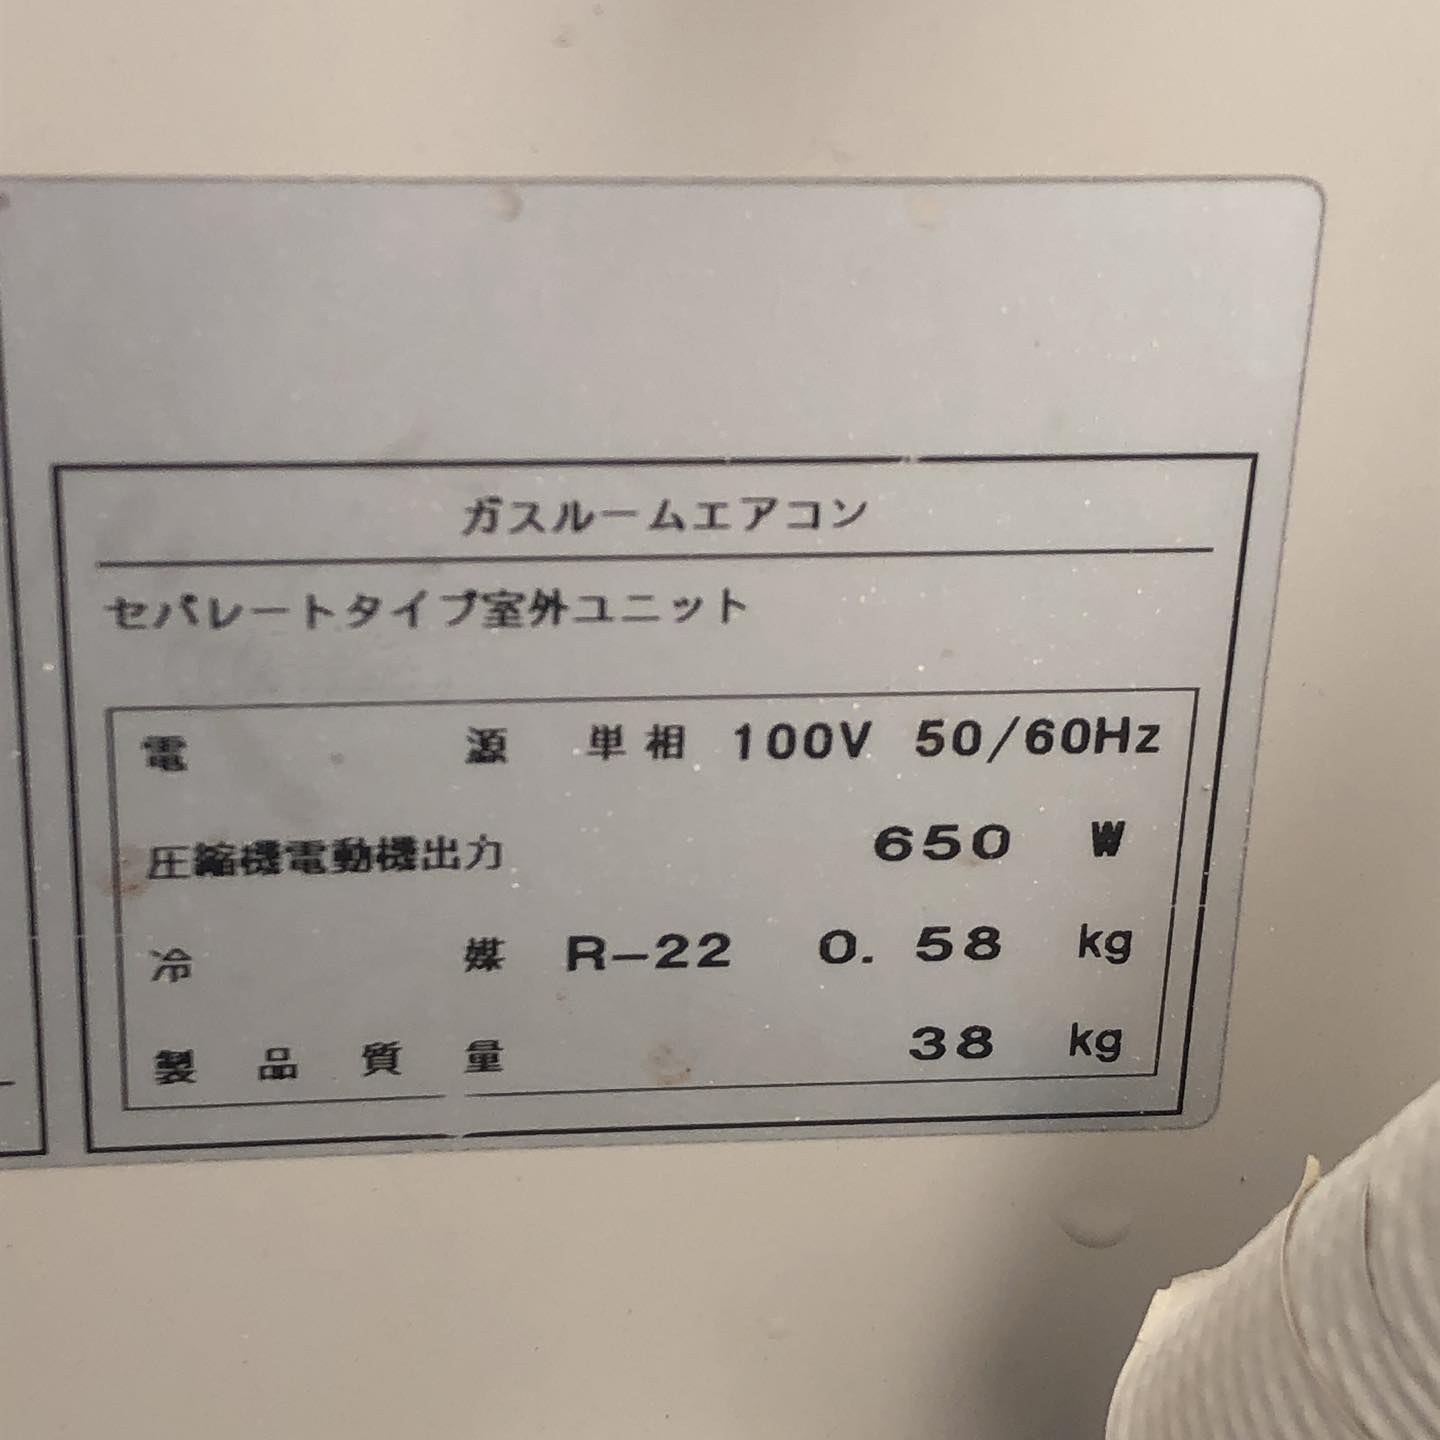 ガスルームエアコン
セパレートタイプ室外ユニット
電源 単相 100V 50/60Hz
圧縮機電動機出力 650 W
冷媒 R-22 0.58 kg
製品質量 38 kg